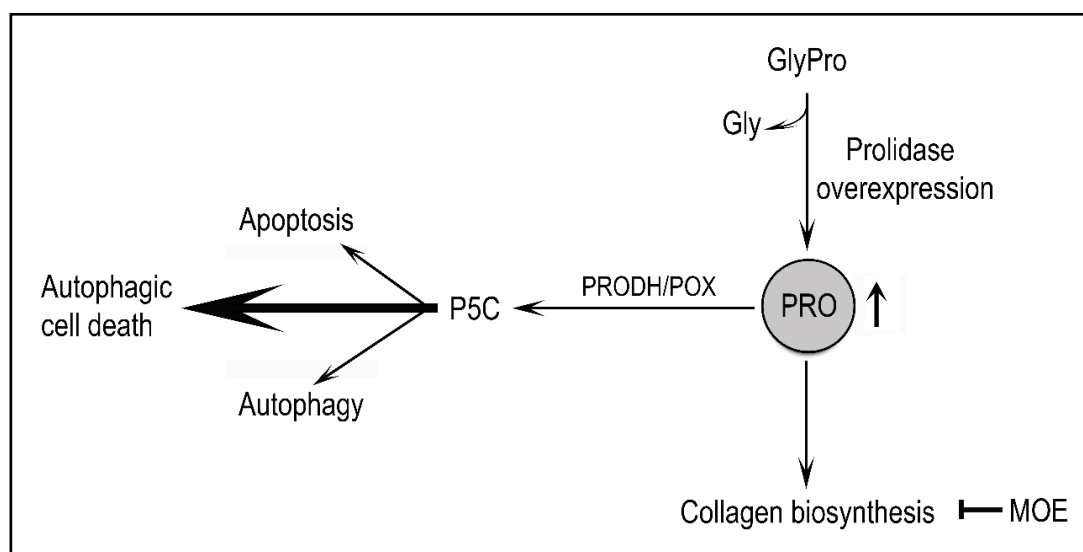 GlyPro
Gly
Prolidase
overexpression
Apoptosis
Autophagic
cell death
P5C
PRODH/POX
PRO
Autophagy
Collagen biosynthesis
MOE